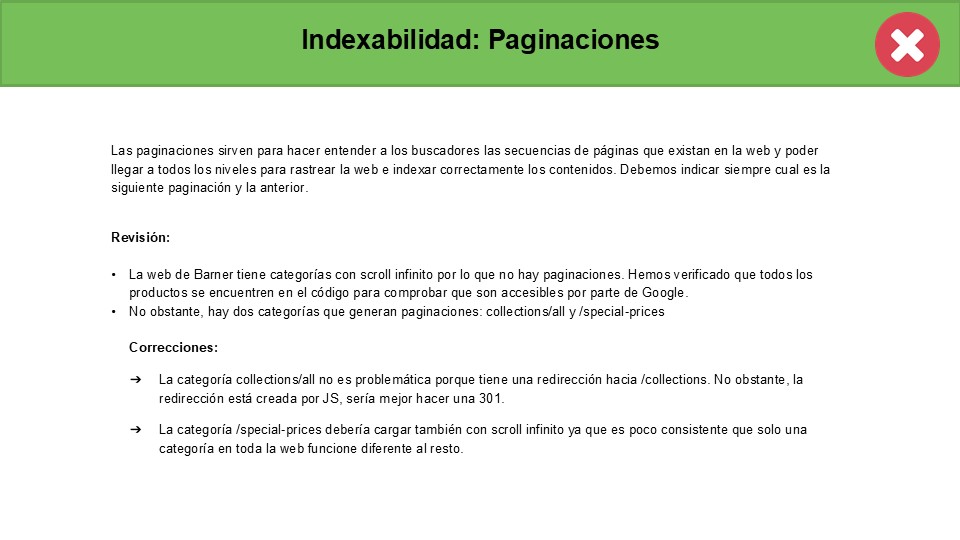 Indexabilidad: Paginaciones
Las paginaciones sirven para hacer entender a los buscadores las secuencias de páginas que existan en la web y poder
llegar a todos los niveles para rastrear la web e indexar correctamente los contenidos. Debemos indicar siempre cual es la
siguiente paginación y la anterior.
Revisión:
• La web de Barner tiene categorías con scroll infinito por lo que no hay paginaciones. Hemos verificado que todos los
productos se encuentren en el código para comprobar que son accesibles por parte de Google.
• No obstante, hay dos categorías que generan paginaciones: collections/all y /special-prices
Correcciones:
➔ La categoría collections/all no es problemática porque tiene una redirección hacia /collections. No obstante, la
redirección está creada por JS, sería mejor hacer una 301.
➔ La categoría /special-prices debería cargar también con scroll infinito ya que es poco consistente que solo una
categoría en toda la web funcione diferente al resto.